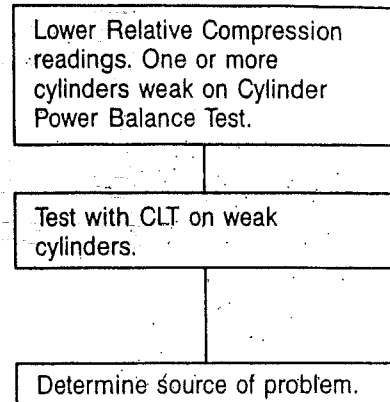 Lower Relative Compression
readings. One or more
cylinders weak on Cylinder
Power Balance Test.
Test with CLT on weak
cylinders.
Determine source of problem.